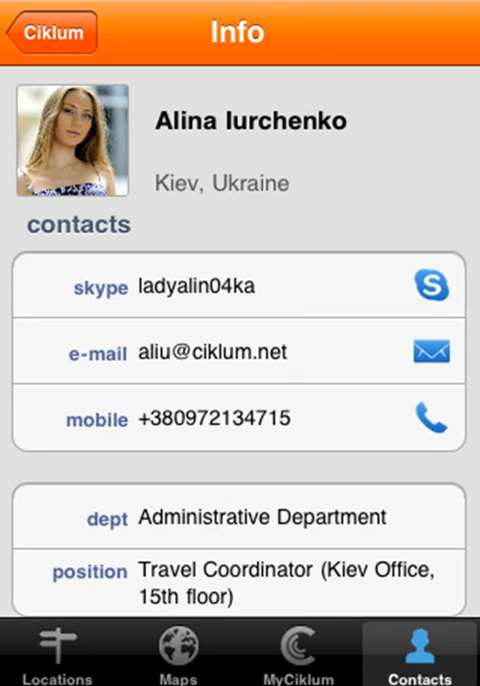 Ciklum
Info
Alina Iurchenko
Kiev, Ukraine
contacts
skype ladyalin04ka
e-mail aliu@ciklum.net
mobile +380972134715
dept Administrative Department
position Travel Coordinator (Kiev Office,
15th floor)
Locations Maps MyCiklum Contacts